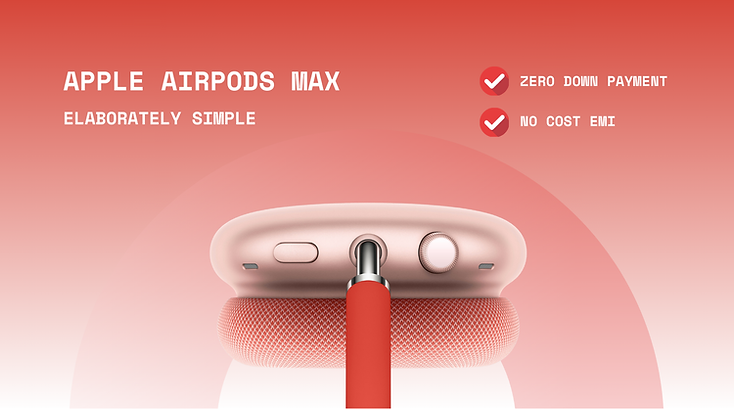 APPLE AIRPODS MAX
ELABORATELY SIMPLE
ZERO DOWN PAYMENT
NO COST EMI